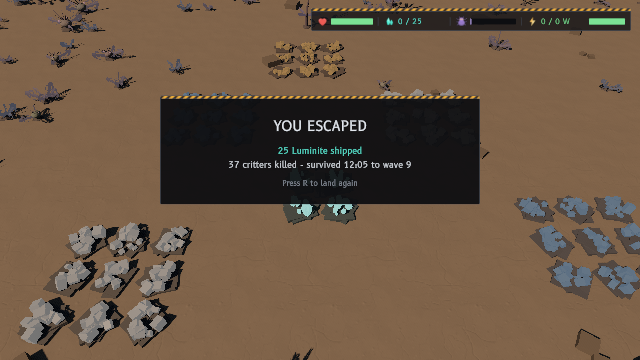 0 / 25
0 / 0 W
YOU ESCAPED
25 Luminite shipped
37 critters killed - survived 12:05 to wave 9
Press R to land again